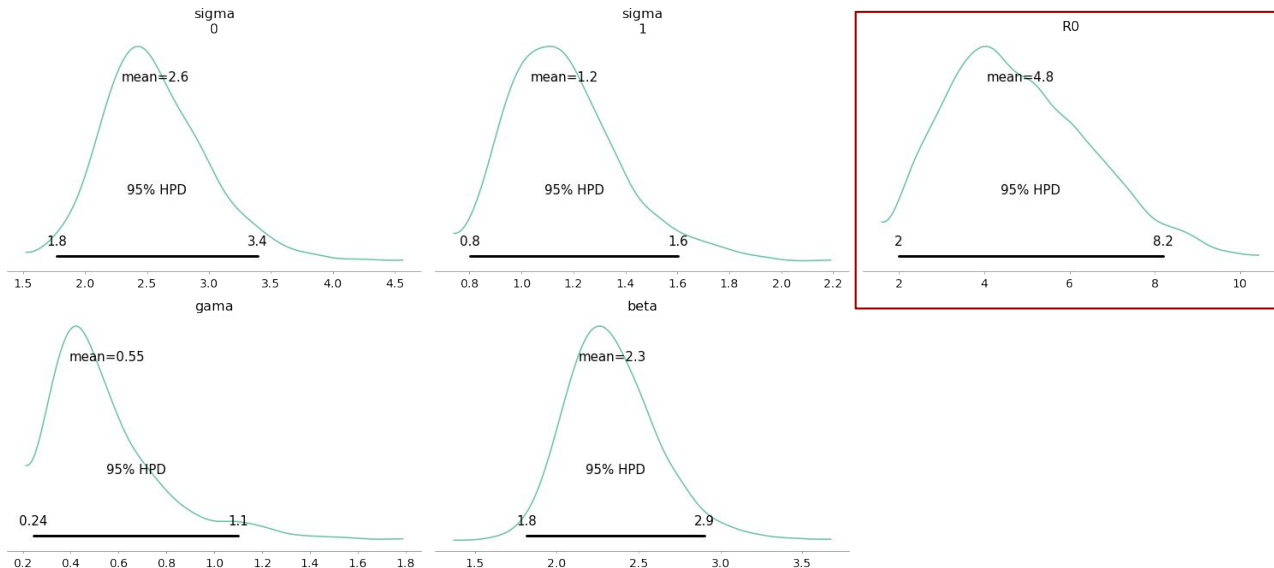 sigma
0
mean=2.6
95% HPD
1.8
3.4
1.5 2.0 2.5 3.0 3.5 4.0 4.5
sigma
1
mean=1.2
95% HPD
0.8
1.6
0.8 1.0 1.2 1.4 1.6 1.8 2.0 2.2
R0
mean=4.8
95% HPD
2
8.2
2 4 6 8 10
gama
mean=0.55
95% HPD
0.24
1.1
0.2 0.4 0.6 0.8 1.0 1.2 1.4 1.6 1.8
beta
mean=2.3
95% HPD
1.8
2.9
1.5 2.0 2.5 3.0 3.5